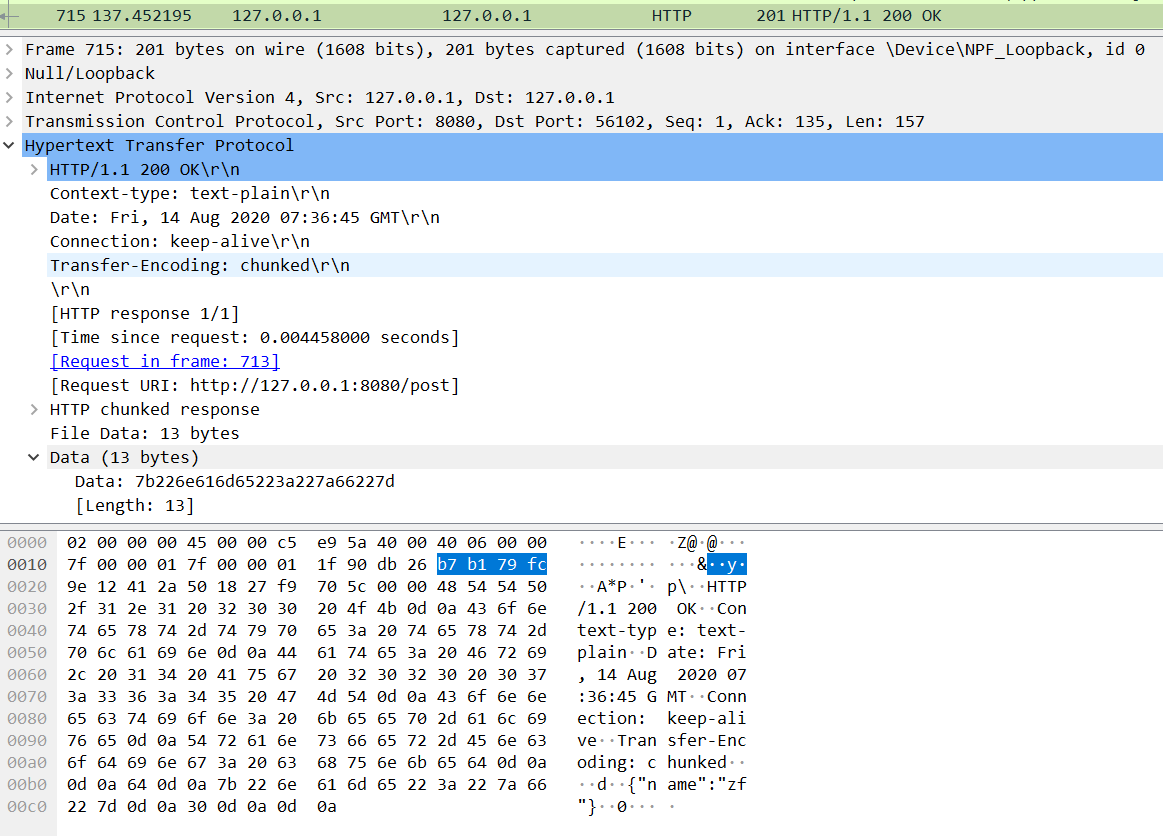 715 137.452195 127.0.0.1 127.0.0.1 HTTP 201 HTTP/1.1 200 OK
Frame 715: 201 bytes on wire (1608 bits), 201 bytes captured (1608 bits) on interface \Device\NPF_Loopback, id 0
Null/Loopback
Internet Protocol Version 4, Src: 127.0.0.1, Dst: 127.0.0.1
Transmission Control Protocol, Src Port: 8080, Dst Port: 56102, Seq: 1, Ack: 135, Len: 157
Hypertext Transfer Protocol
HTTP/1.1 200 OK\r\n
Context-type: text-plain\r\n
Date: Fri, 14 Aug 2020 07:36:45 GMT\r\n
Connection: keep-alive\r\n
Transfer-Encoding: chunked\r\n
\r\n
[HTTP response 1/1]
[Time since request: 0.004458000 seconds]
[Request in frame: 713]
[Request URI: http://127.0.0.1:8080/post]
HTTP chunked response
File Data: 13 bytes
Data (13 bytes)
Data: 7b226e616d65223a227a66227d
[Length: 13]
0000 02 00 00 00 45 00 00 c5 e9 5a 40 00 40 06 00 00 ····E··· ·Z@·@···
0010 7f 00 00 01 7f 00 00 01 1f 90 db 26 b7 b1 79 fc ········ ···&··y·
0020 9e 12 41 2a 50 18 27 f9 70 5c 00 00 48 54 54 50 ··A*P·'· p\··HTTP
0030 2f 31 2e 31 20 32 30 30 20 4f 4b 0d 0a 43 6f 6e /1.1 200 OK··Con
0040 74 65 78 74 2d 74 79 70 65 3a 20 74 65 78 74 2d text-typ e: text-
0050 70 6c 61 69 6e 0d 0a 44 61 74 65 3a 20 46 72 69 plain··D ate: Fri
0060 2c 20 31 34 20 41 75 67 20 32 30 32 30 20 30 37 , 14 Aug 2020 07
0070 3a 33 36 3a 34 35 20 47 4d 54 0d 0a 43 6f 6e 6e :36:45 G MT··Conn
0080 65 63 74 69 6f 6e 3a 20 6b 65 65 70 2d 61 6c 69 ection: keep-ali
0090 76 65 0d 0a 54 72 61 6e 73 66 65 72 2d 45 6e 63 ve··Tran sfer-Enc
00a0 6f 64 69 6e 67 3a 20 63 68 75 6e 6b 65 64 0d 0a oding: c hunked··
00b0 0d 0a 64 0d 0a 7b 22 6e 61 6d 65 22 3a 22 7a 66 ··d··{"n ame":"zf
00c0 22 7d 0d 0a 30 0d 0a 0d 0a "}··0··· ·